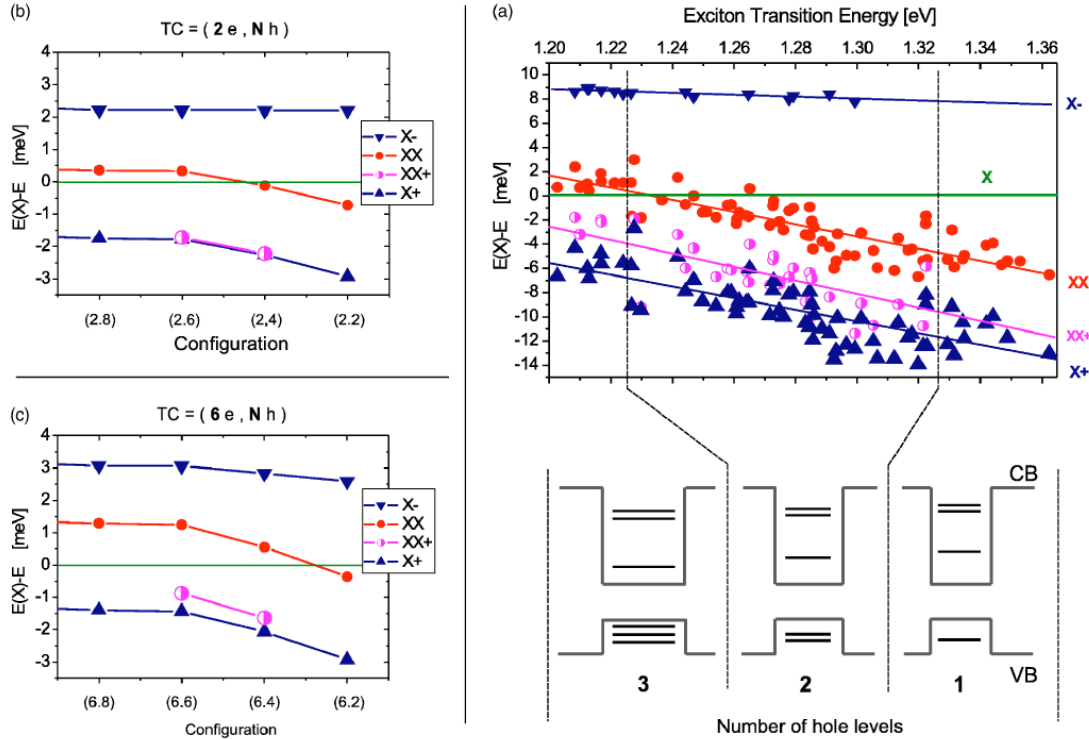 (b)
TC = ( 2 e , N h )
4
3
2
1
0
-1
-2
-3
E(X)-E [meV]
X-
XX
XX+
X+
(2.8)
(2.6)
(2,4)
(2.2)
Configuration
(c)
TC = ( 6 e , N h )
4
3
2
1
0
-1
-2
-3
E(X)-E [meV]
X-
XX
XX+
X+
(6.8)
(6.6)
(6.4)
(6.2)
Configuration
(a)
Exciton Transition Energy [eV]
1.20 1.22 1.24 1.26 1.28 1.30 1.32 1.34 1.36
10
8
6
4
2
0
-2
-4
-6
-8
-10
-12
-14
E(X)-E [meV]
X-
X
XX
XX+
X+
CB
VB
3 2 1
Number of hole levels